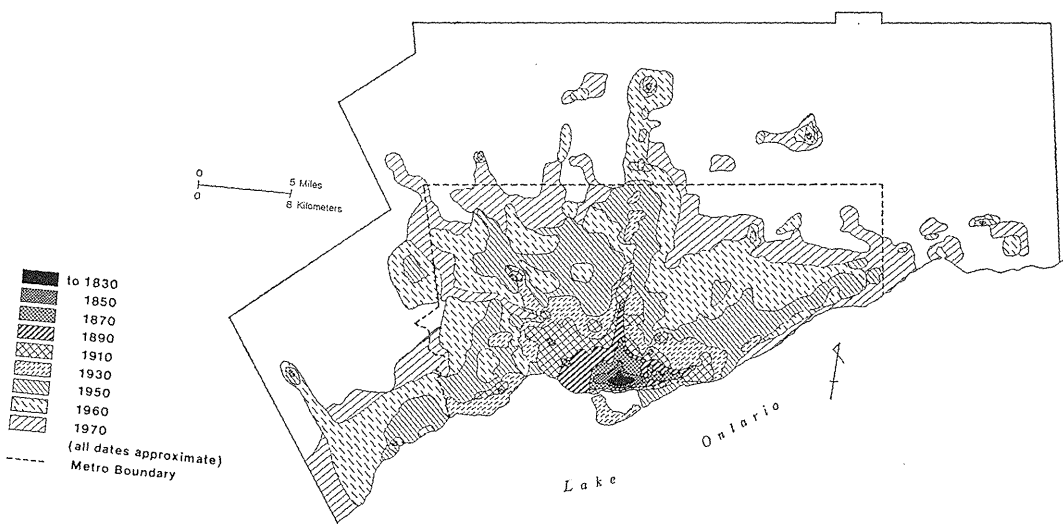 0
5 Miles
0
8 Kilometers
to 1830
1850
1870
1890
1910
1930
1950
1960
1970
(all dates approximate)
Metro Boundary
Lake Ontario